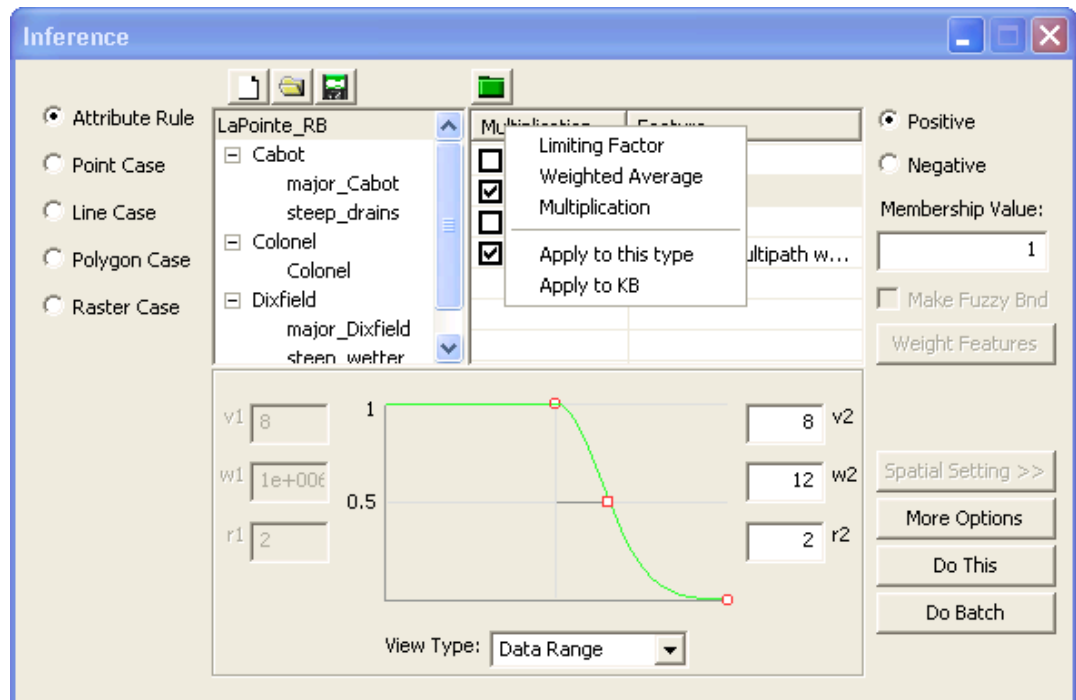 Inference
Attribute Rule
Point Case
Line Case
Polygon Case
Raster Case
LaPointe_RB
Cabot
major_Cabot
steep_drains
Colonel
Colonel
Dixfield
major_Dixfield
steep_wetter
Multiplication Feature
Limiting Factor
Weighted Average
Multiplication
Apply to this type
Apply to KB
ultipath w...
Positive
Negative
Membership Value:
1
Make Fuzzy Bnd
Weight Features
v1 8
w1 1e+006
r1 2
1
0.5
8 v2
12 w2
2 r2
View Type: Data Range
Spatial Setting >>
More Options
Do This
Do Batch